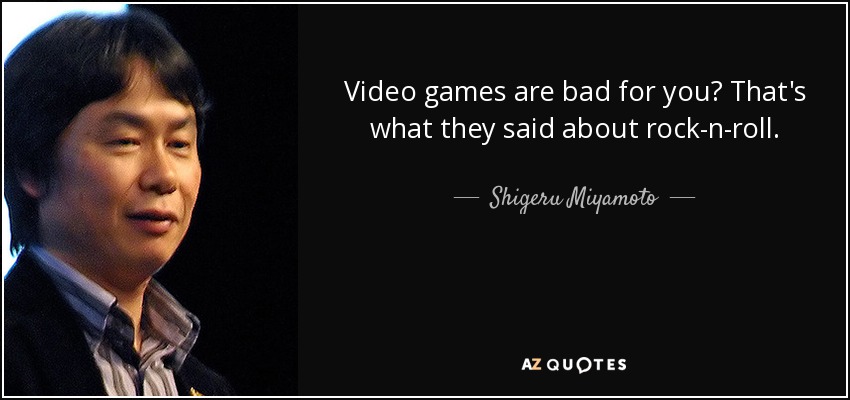 Video games are bad for you? That's
what they said about rock-n-roll.
Shigeru Miyamoto
AZ QUOTES